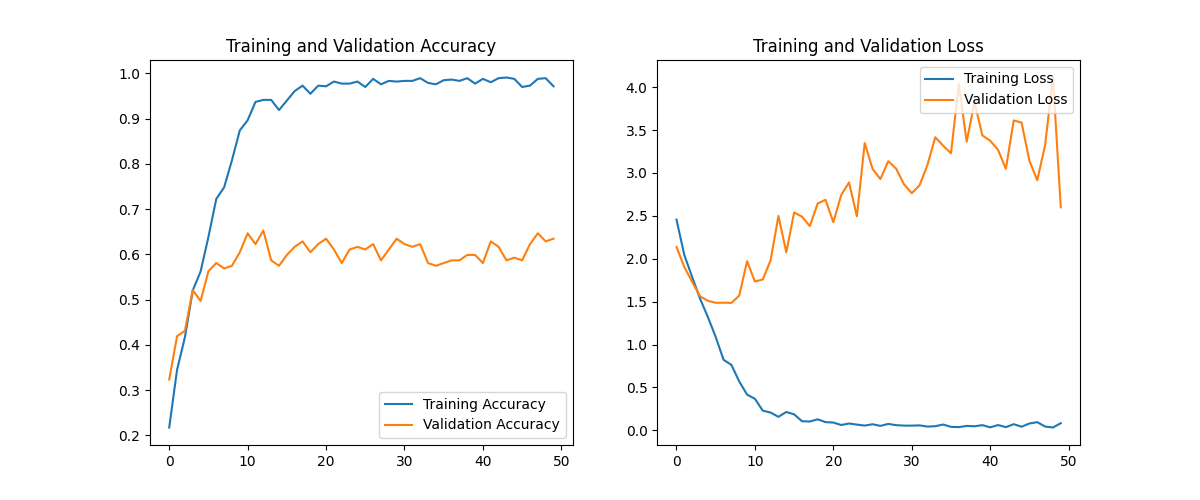 Training and Validation Accuracy
1.0
0.9
0.8
0.7
0.6
0.5
0.4
0.3
0.2
0 10 20 30 40 50
Training Accuracy
Validation Accuracy
Training and Validation Loss
4.0
3.5
3.0
2.5
2.0
1.5
1.0
0.5
0.0
0 10 20 30 40 50
Training Loss
Validation Loss